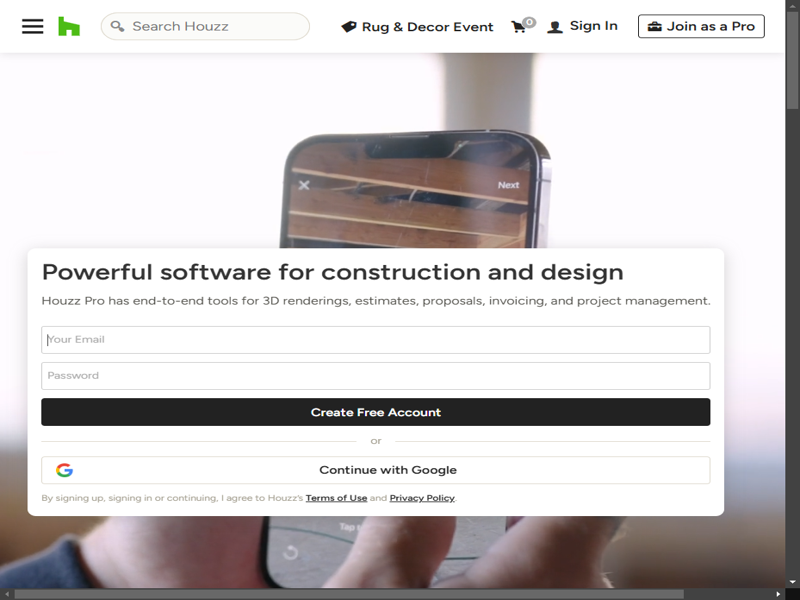 Search Houzz
Rug & Decor Event
0
Sign In
Join as a Pro
Next
Powerful software for construction and design
Houzz Pro has end-to-end tools for 3D renderings, estimates, proposals, invoicing, and project management.
Your Email
Password
Create Free Account
or
Continue with Google
By signing up, signing in or continuing, I agree to Houzz's Terms of Use and Privacy Policy.
Tap